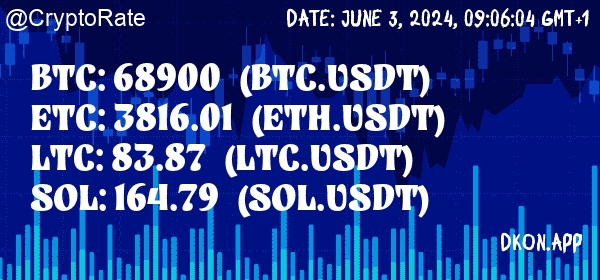 @CryptoRate
DATE: JUNE 3, 2024, 09:06:04 GMT+1
BTC: 68900 (BTC.USDT)
ETC: 3816.01 (ETH.USDT)
LTC: 83.87 (LTC.USDT)
SOL: 164.79 (SOL.USDT)
DKON.APP